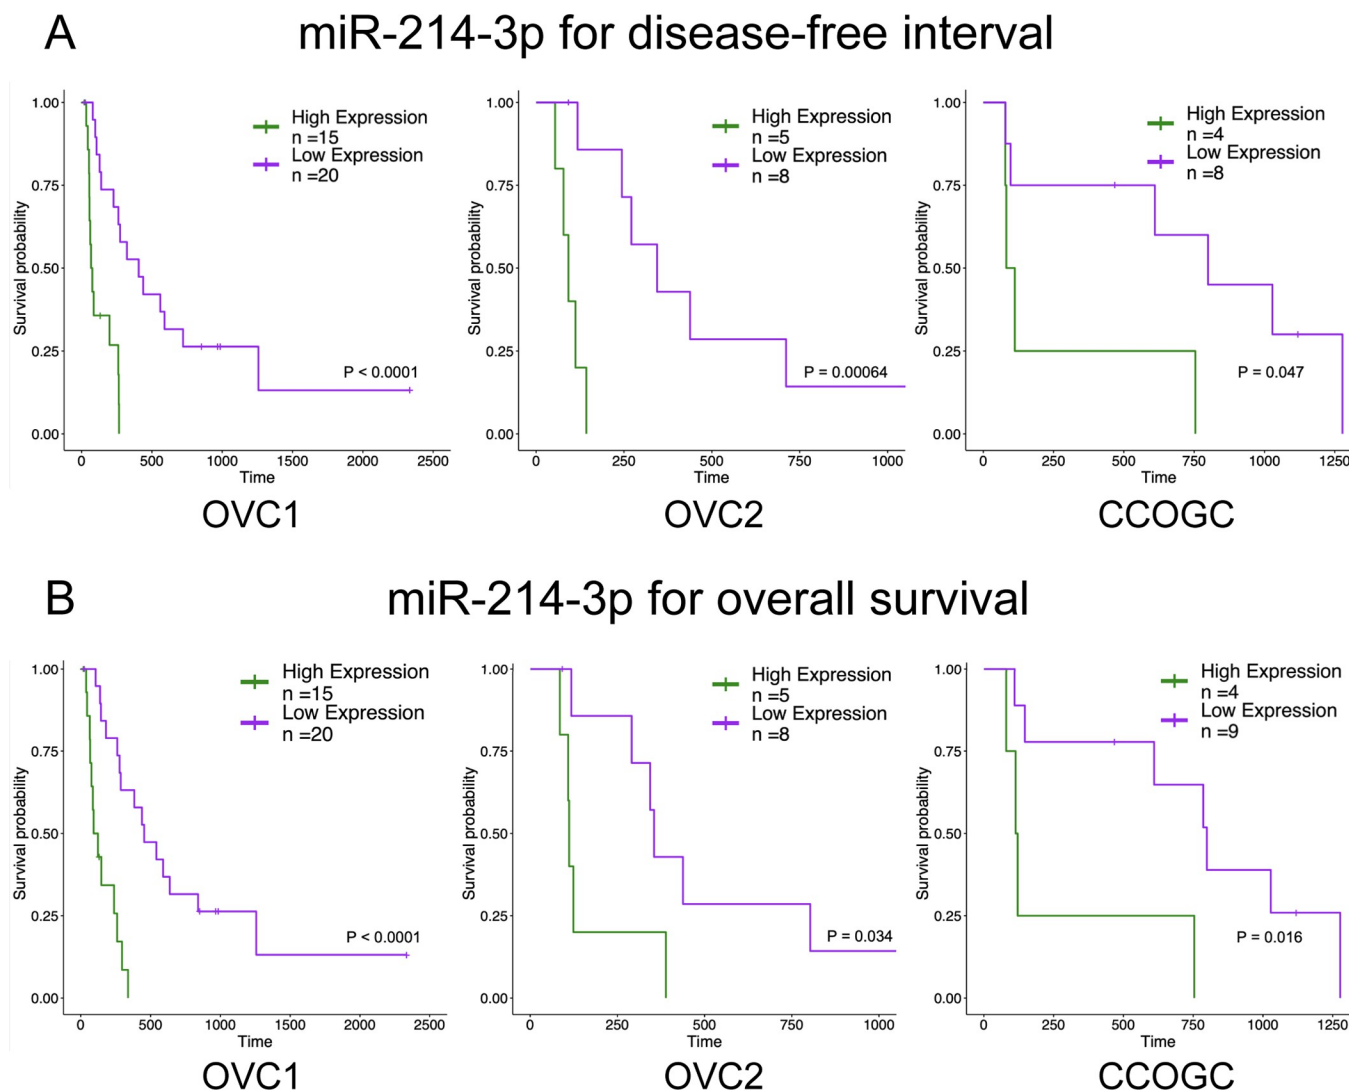 A
miR-214-3p for disease-free interval
Survival probability
1.00
0.75
0.50
0.25
0.00
High Expression
n =15
Low Expression
n =20
P < 0.0001
0 500 1000 1500 2000 2500
Time
OVC1
Survival probability
1.00
0.75
0.50
0.25
0.00
High Expression
n =5
Low Expression
n =8
P = 0.00064
0 250 500 750 1000
Time
OVC2
Survival probability
1.00
0.75
0.50
0.25
0.00
High Expression
n =4
Low Expression
n =8
P = 0.047
0 250 500 750 1000 1250
Time
CCOGC
B
miR-214-3p for overall survival
Survival probability
1.00
0.75
0.50
0.25
0.00
High Expression
n =15
Low Expression
n =20
P < 0.0001
0 500 1000 1500 2000 2500
Time
OVC1
Survival probability
1.00
0.75
0.50
0.25
0.00
High Expression
n =5
Low Expression
n =8
P = 0.034
0 250 500 750 1000
Time
OVC2
Survival probability
1.00
0.75
0.50
0.25
0.00
High Expression
n =4
Low Expression
n =9
P = 0.016
0 250 500 750 1000 1250
Time
CCOGC